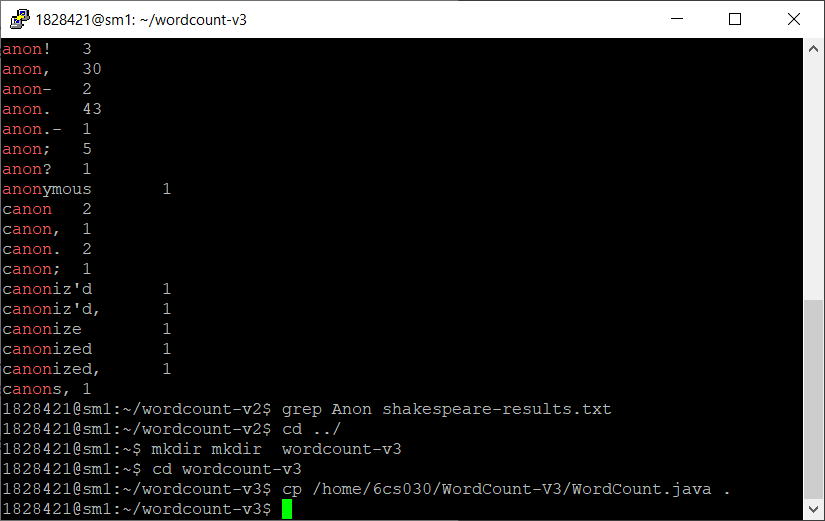 1828421@sm1: ~/wordcount-v3
anon!   3
anon,   30
anon-   2
anon.   43
anon.-  1
anon;   5
anon?   1
anonymous       1
canon   2
canon,  1
canon.  2
canon;  1
canoniz'd       1
canoniz'd,      1
canonize        1
canonized       1
canonized,      1
canons, 1
1828421@sm1:~/wordcount-v2$ grep Anon shakespeare-results.txt
1828421@sm1:~/wordcount-v2$ cd ../
1828421@sm1:~$ mkdir mkdir  wordcount-v3
1828421@sm1:~$ cd wordcount-v3
1828421@sm1:~/wordcount-v3$ cp /home/6cs030/WordCount-V3/WordCount.java .
1828421@sm1:~/wordcount-v3$